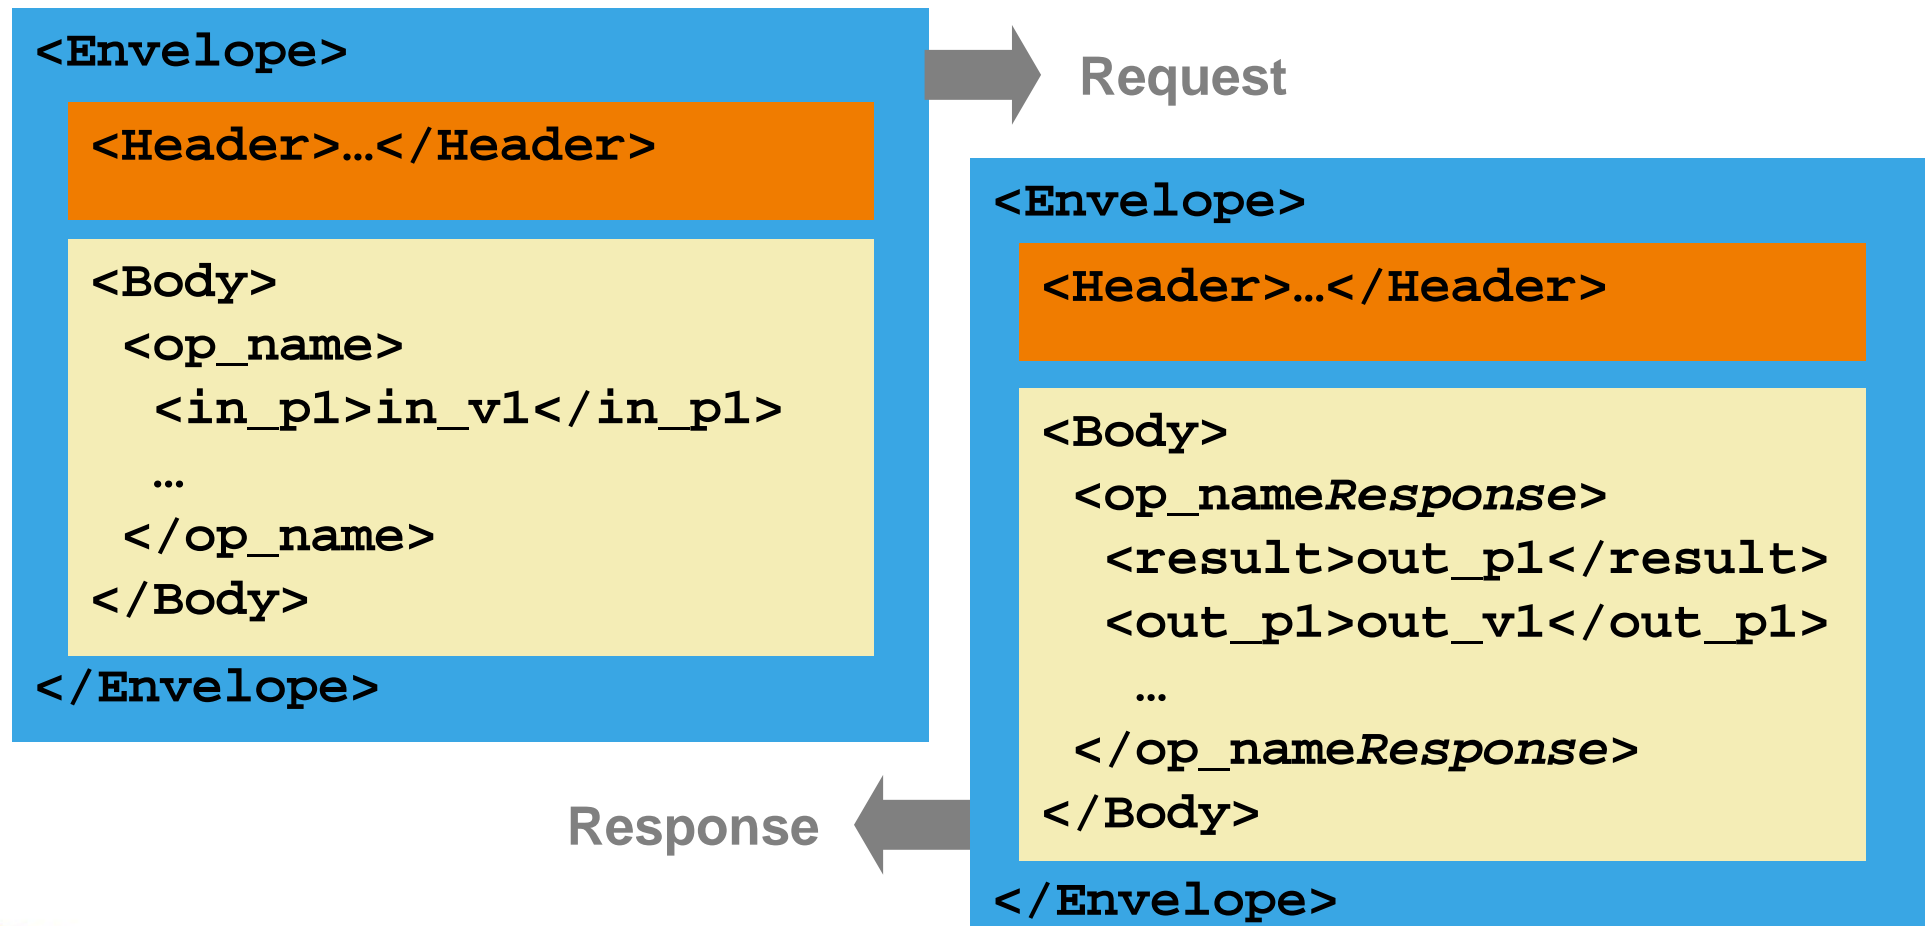 <Envelope>
<Header>…</Header>
<Body>
<op_name>
<in_p1>in_v1</in_p1>
…
</op_name>
</Body>
</Envelope>
Request
<Envelope>
<Header>…</Header>
<Body>
<op_nameResponse>
<result>out_p1</result>
<out_p1>out_v1</out_p1>
…
</op_nameResponse>
</Body>
</Envelope>
Response